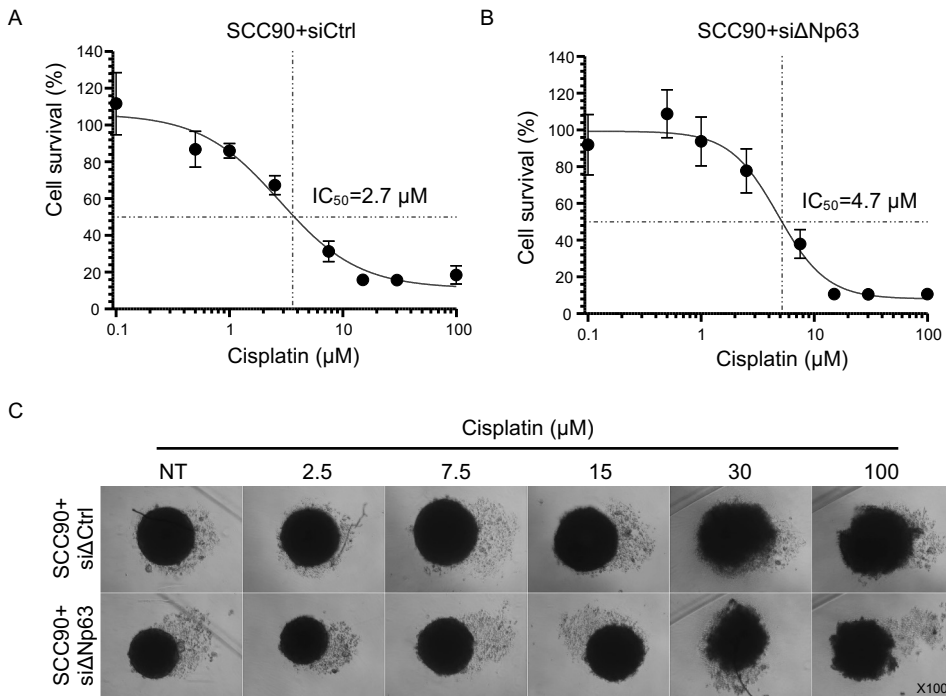 A
SCC90+siCtrl
Cell survival (%)
140
120
100
80
60
40
20
0
IC50=2.7 µM
0.1
1
10
100
Cisplatin (µM)
B
SCC90+siΔNp63
Cell survival (%)
140
120
100
80
60
40
20
0
IC50=4.7 µM
0.1
1
10
100
Cisplatin (µM)
C
Cisplatin (µM)
NT 2.5 7.5 15 30 100
SCC90+
siΔCtrl
SCC90+
siΔNp63
X100